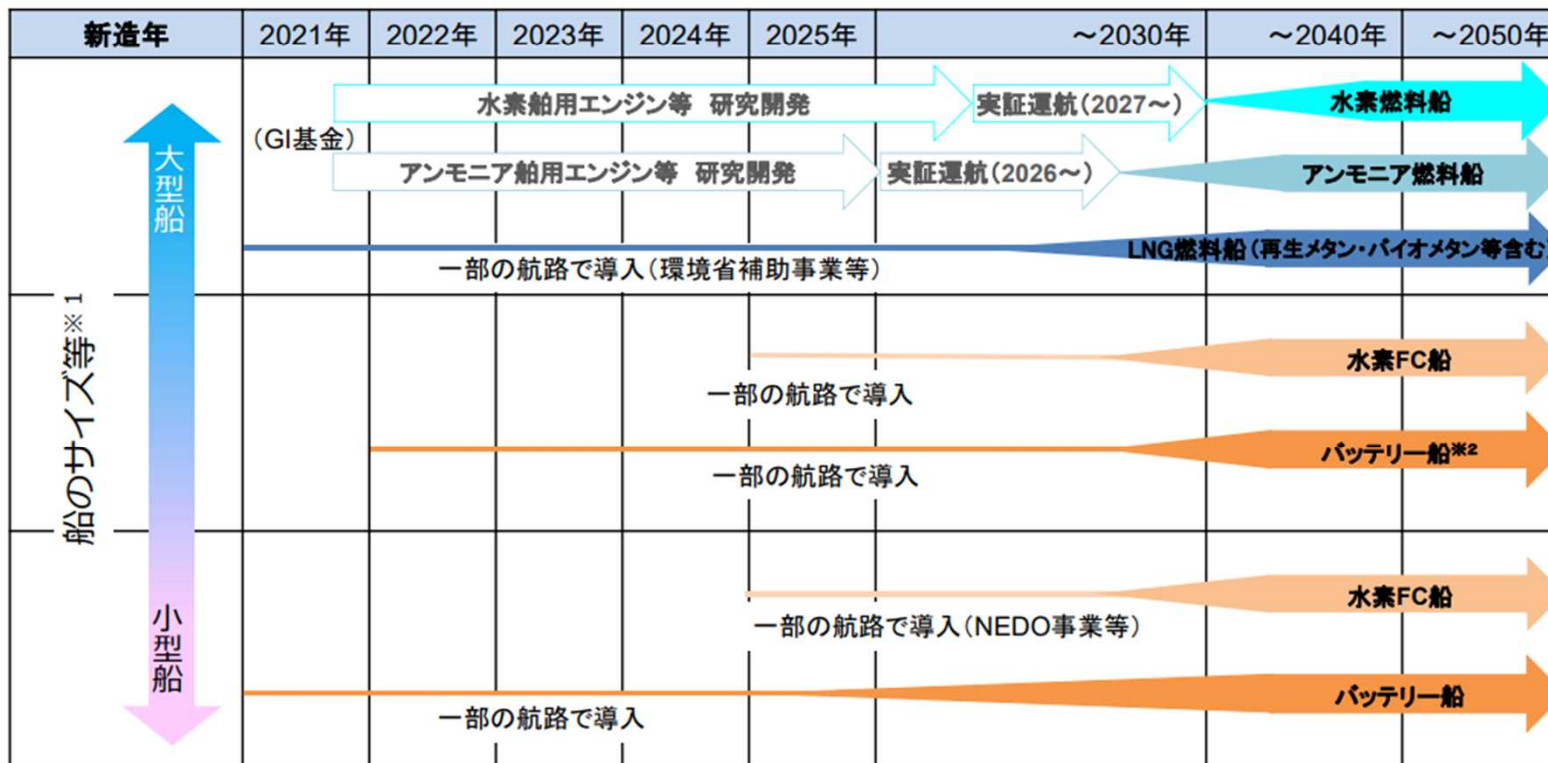 新造年 2021年 2022年 2023年 2024年 2025年 ～2030年 ～2040年 ～2050年
水素舶用エンジン等 研究開発 実証運航(2027～) 水素燃料船
(GI基金)
アンモニア舶用エンジン等 研究開発 実証運航(2026～) アンモニア燃料船
大型船
LNG燃料船(再生メタン・バイオメタン等含む)
一部の航路で導入(環境省補助事業等)
船のサイズ等※1
水素FC船
一部の航路で導入
バッテリー船※2
一部の航路で導入
水素FC船
一部の航路で導入(NEDO事業等)
小型船
バッテリー船
一部の航路で導入